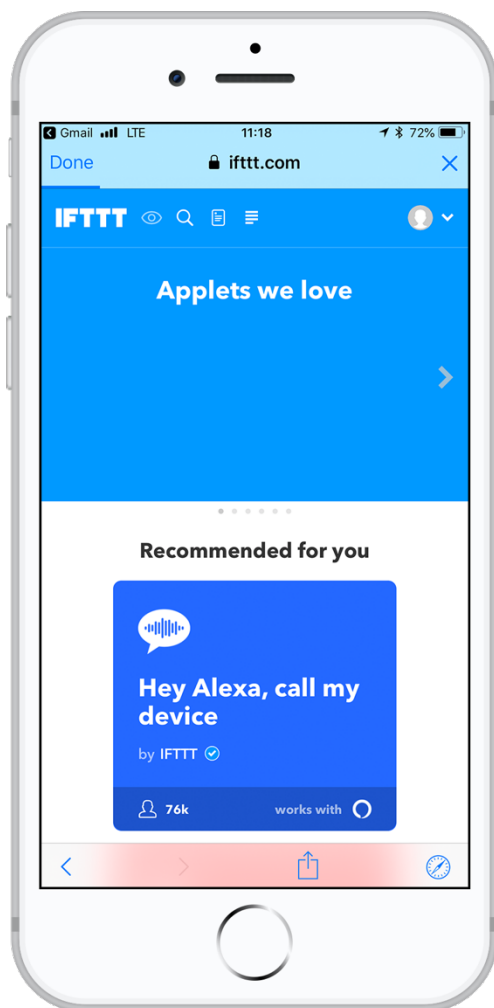 Gmail LTE 11:18 72%
Done ifttt.com
IFTTT
Applets we love
Recommended for you
Hey Alexa, call my
device
by IFTTT
76k works with